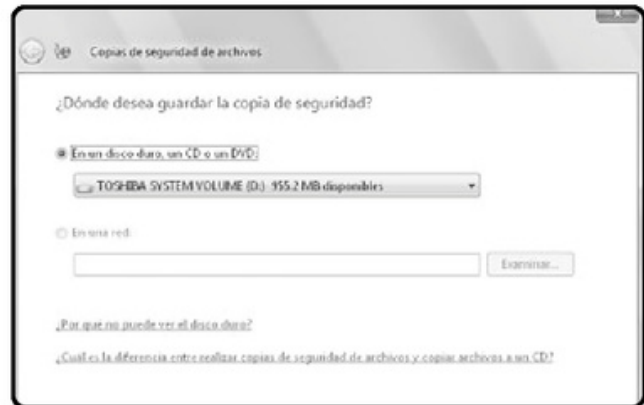 Copias de seguridad de archivos
¿Dónde desea guardar la copia de seguridad?
En un disco duro, un CD o un DVD:
TOSHIBA SYSTEM VOLUME (D:) 955.2 MB disponibles
En una red:
Examinar...
¿Por qué no puede ver el disco duro?
¿Cuál es la diferencia entre realizar copias de seguridad de archivos y copiar archivos a un CD?